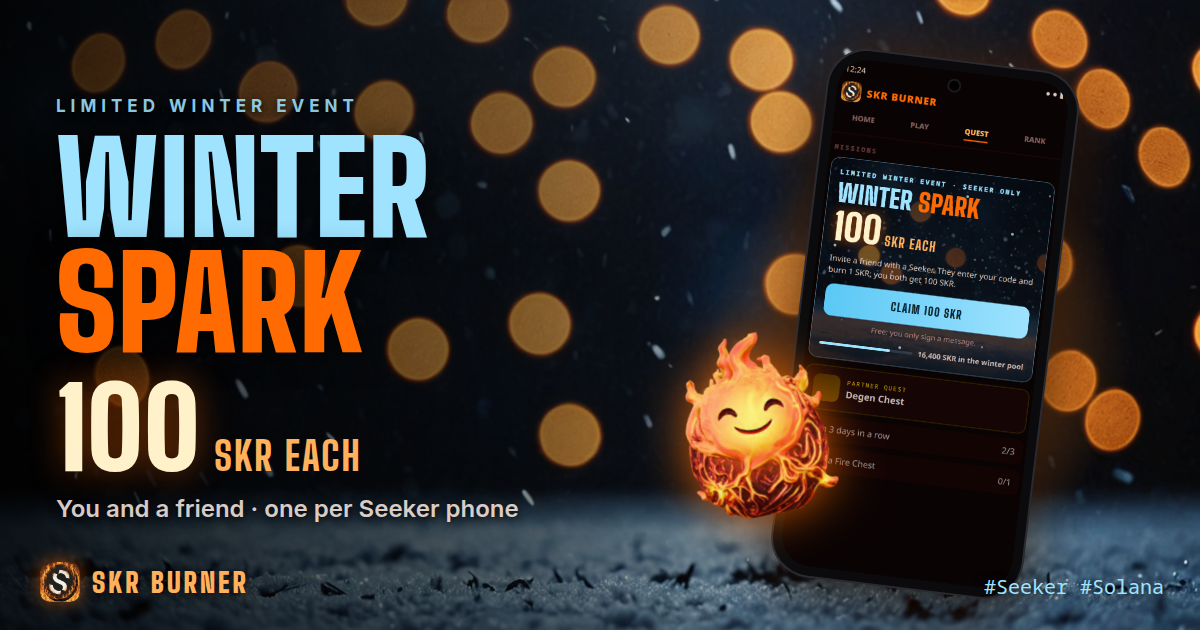 LIMITED WINTER EVENT
WINTER
SPARK
100 SKR EACH
You and a friend · one per Seeker phone
SKR BURNER
12:24
SKR BURNER
HOME PLAY QUEST RANK
MISSIONS
LIMITED WINTER EVENT · SEEKER ONLY
WINTER SPARK
100 SKR EACH
Invite a friend with a Seeker. They enter your code and
burn 1 SKR; you both get 100 SKR.
CLAIM 100 SKR
Free: you only sign a message.
16,400 SKR in the winter pool
PARTNER QUEST
Degen Chest
3 days in a row
2/3
a Fire Chest
0/1
#Seeker #Solana